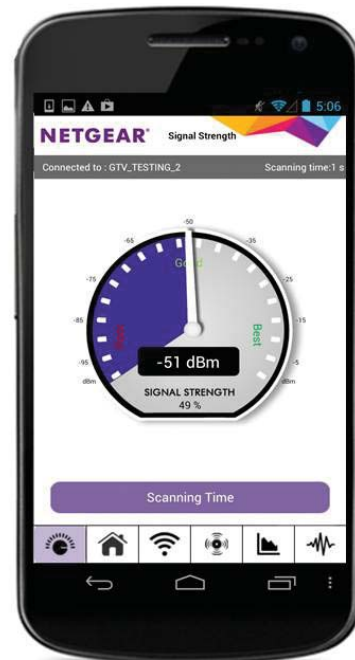 5:06
NETGEAR® Signal Strength
Connected to : GTV_TESTING_2 Scanning time:1 s
-50
-65 -35
Good
-75 -25
-85 -15
Poor Best
-95 -5
dBm dBm
-51 dBm
SIGNAL STRENGTH
49 %
Scanning Time